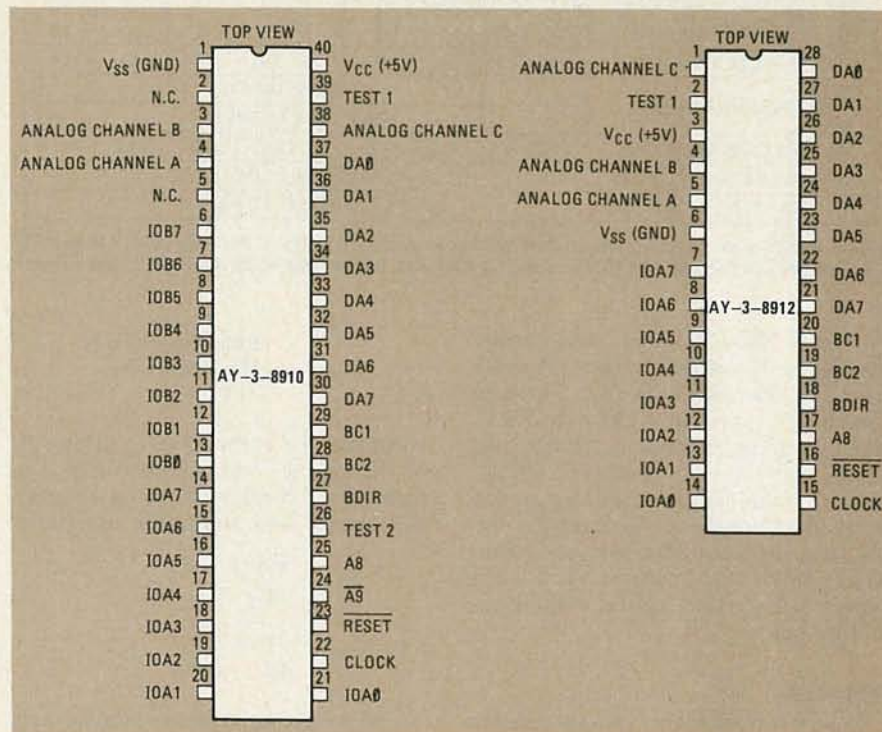 TOP VIEW
1 40
V_SS (GND) V_CC (+5V)
2 39
N.C. TEST 1
3 38
ANALOG CHANNEL B ANALOG CHANNEL C
4 37
ANALOG CHANNEL A DA0
5 36
N.C. DA1
6 35
IOB7 DA2
7 34
IOB6 DA3
8 33
IOB5 DA4
9 32
IOB4 DA5
10 31
IOB3 DA6
11 30
AY-3-8910
IOB2 DA7
12 29
IOB1 BC1
13 28
IOB0 BC2
14 27
IOA7 BDIR
15 26
IOA6 TEST 2
16 25
IOA5 A8
17 24
IOA4 A9
18 23
IOA3 RESET
19 22
IOA2 CLOCK
20 21
IOA1 IOA0
TOP VIEW
1 28
ANALOG CHANNEL C DA0
2 27
TEST 1 DA1
3 26
V_CC (+5V) DA2
4 25
ANALOG CHANNEL B DA3
5 24
ANALOG CHANNEL A DA4
6 23
V_SS (GND) DA5
7 22
IOA7 DA6
8 21
IOA6 AY-3-8912 DA7
9 20
IOA5 BC1
10 19
IOA4 BC2
11 18
IOA3 BDIR
12 17
IOA2 A8
13 16
IOA1 RESET
14 15
IOA0 CLOCK